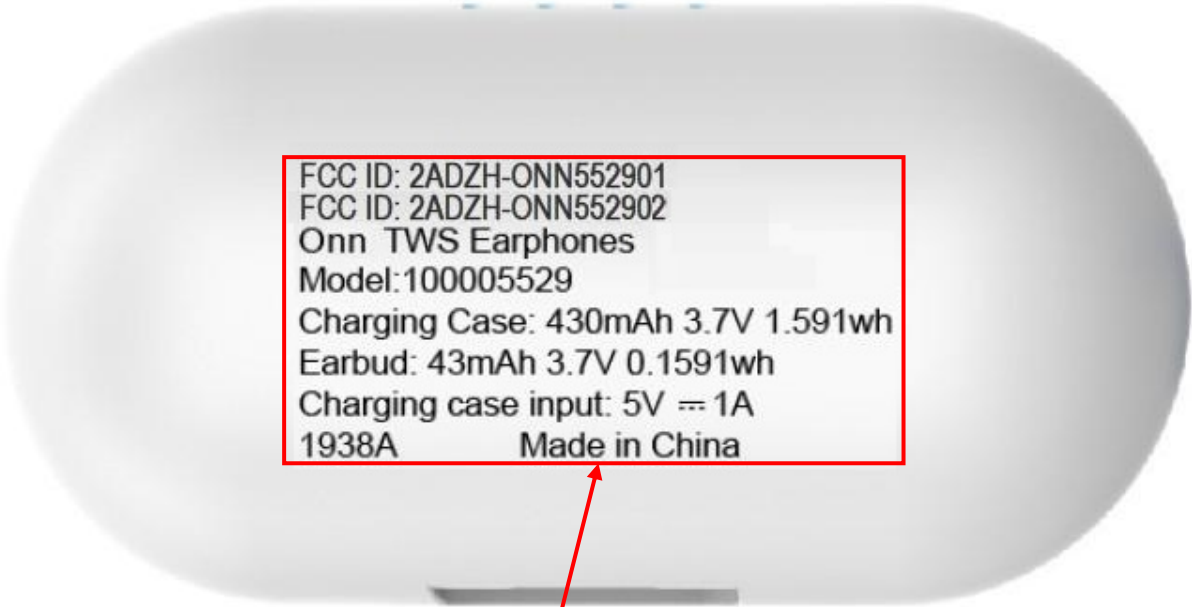 FCC ID: 2ADZH-ONN552901
FCC ID: 2ADZH-ONN552902
Onn TWS Earphones
Model:100005529
Charging Case: 430mAh 3.7V 1.591wh
Earbud: 43mAh 3.7V 0.1591wh
Charging case input: 5V ⎓ 1A
1938A Made in China